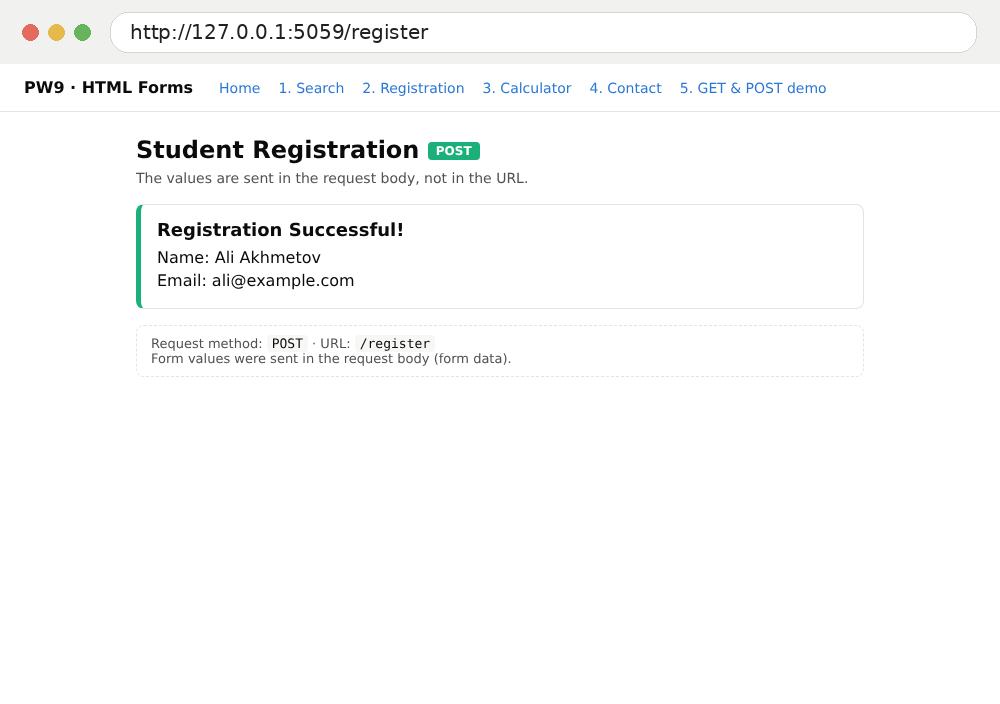 http://127.0.0.1:5059/register
PW9 · HTML Forms Home 1. Search 2. Registration 3. Calculator 4. Contact 5. GET & POST demo
Student Registration POST
The values are sent in the request body, not in the URL.
Registration Successful!
Name: Ali Akhmetov
Email: ali@example.com
Request method: POST · URL: /register
Form values were sent in the request body (form data).